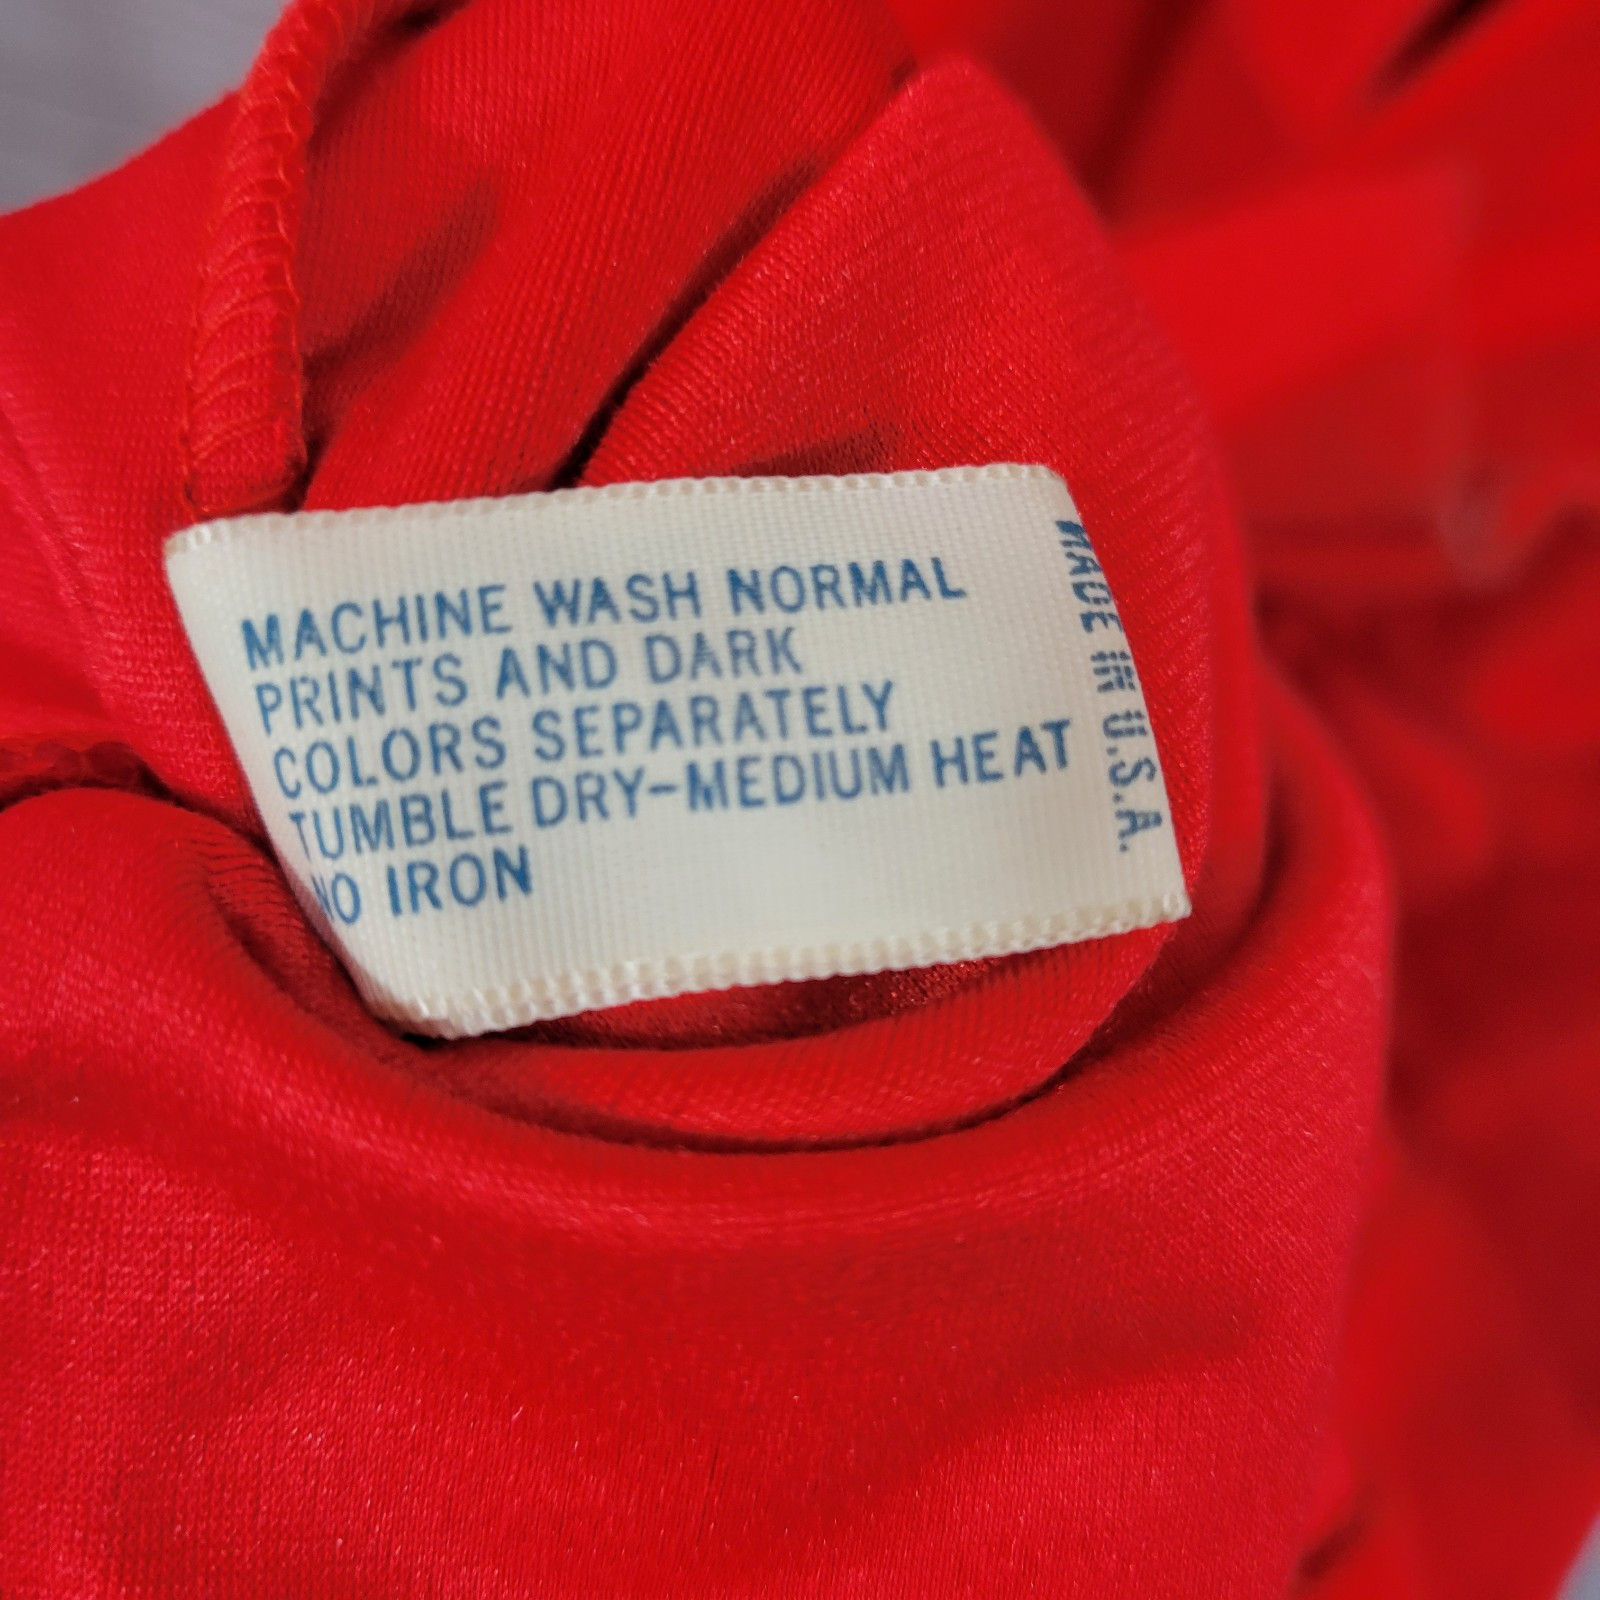 MACHINE WASH NORMAL
PRINTS AND DARK
COLORS SEPARATELY
TUMBLE DRY-MEDIUM HEAT
NO IRON
MADE IN U.S.A.